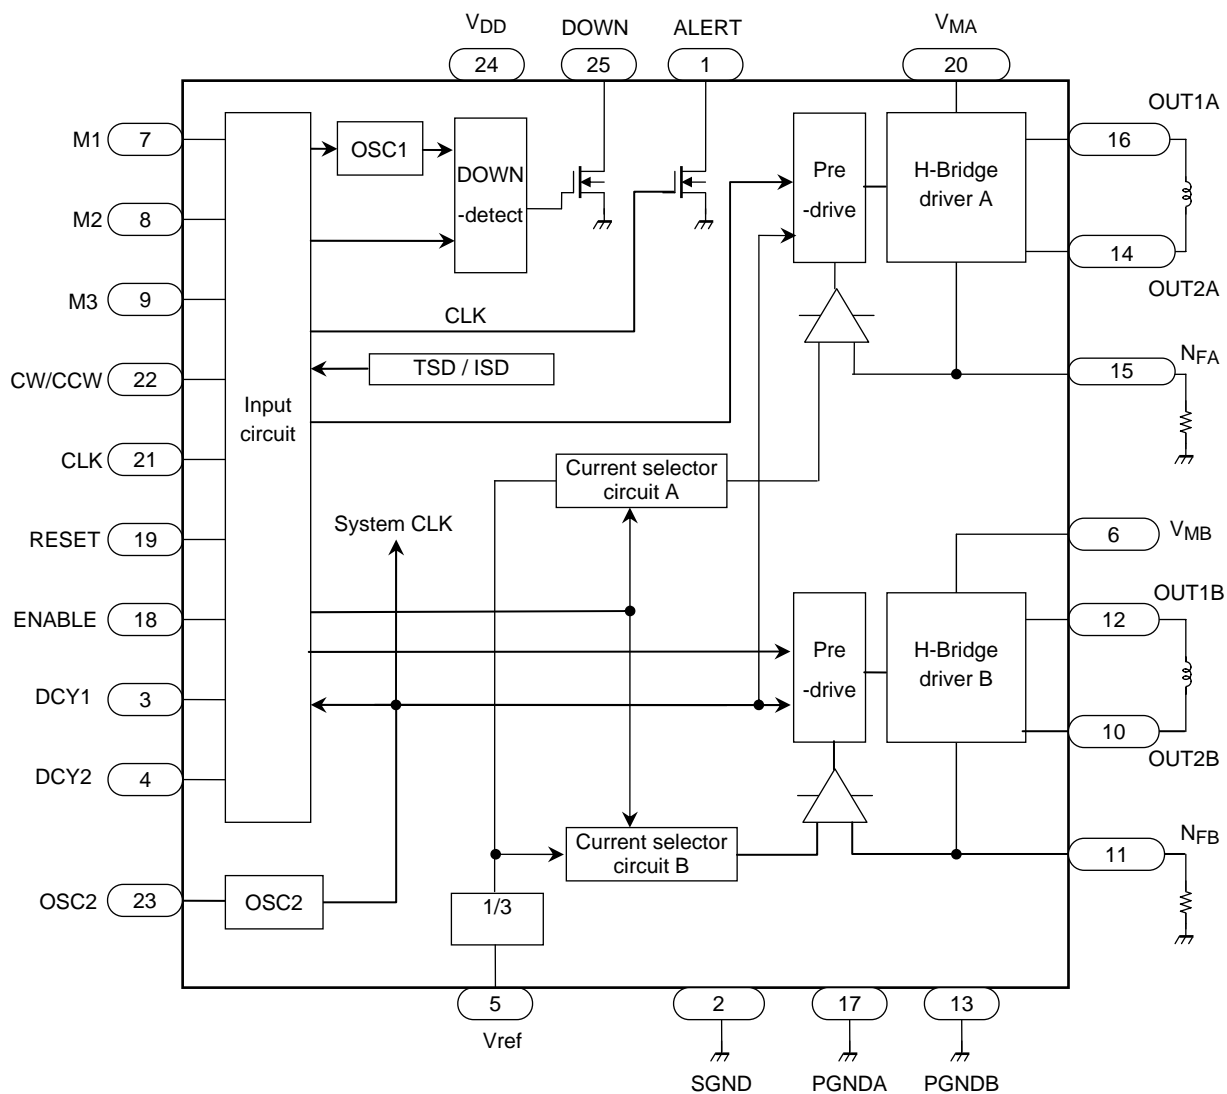 VDD
DOWN
ALERT
VMA
24
25
1
20
OUT1A
M1
7
OSC1
DOWN
-detect
Pre
-drive
H-Bridge
driver A
16
M2
8
14
OUT2A
M3
9
CLK
TSD / ISD
NFA
15
CW/CCW
22
Input
circuit
CLK
21
Current selector
circuit A
System CLK
RESET
19
6
VMB
ENABLE
18
OUT1B
12
Pre
-drive
H-Bridge
driver B
DCY1
3
10
OUT2B
DCY2
4
Current selector
circuit B
NFB
11
OSC2
23
OSC2
1/3
5
2
17
13
Vref
SGND
PGNDA
PGNDB